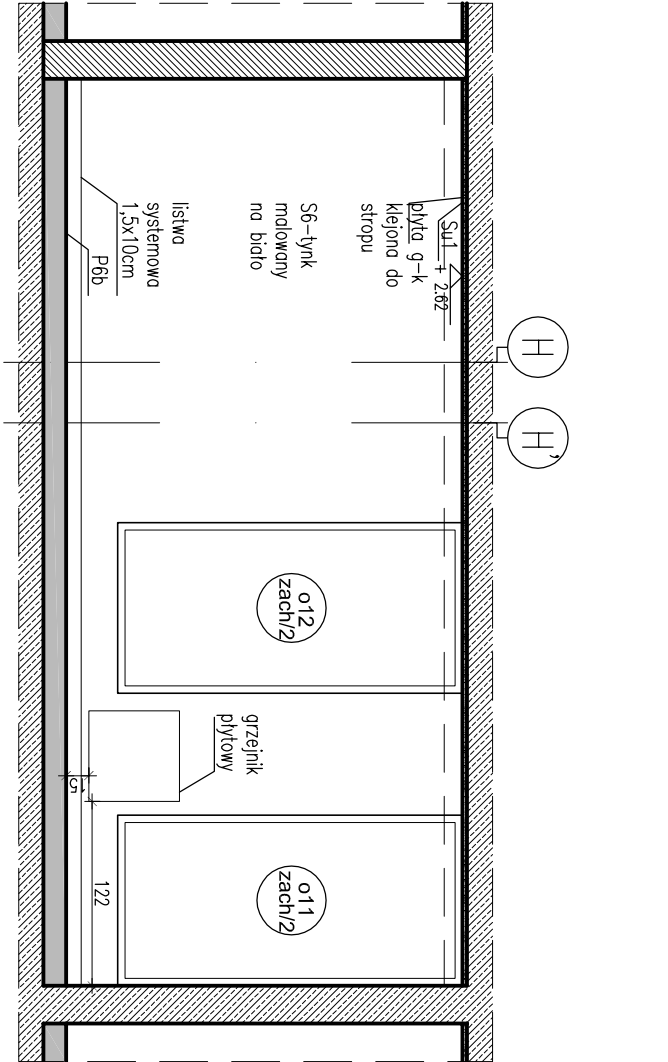 H
H'
Su1
+ 2.62
płyta g-k
klejona do
stropu
S6-tynk
malowany
na biało
listwa
systemowa
1,5x10cm
P6b
o12
zach/2
grzejnik
płytowy
15
122
o11
zach/2